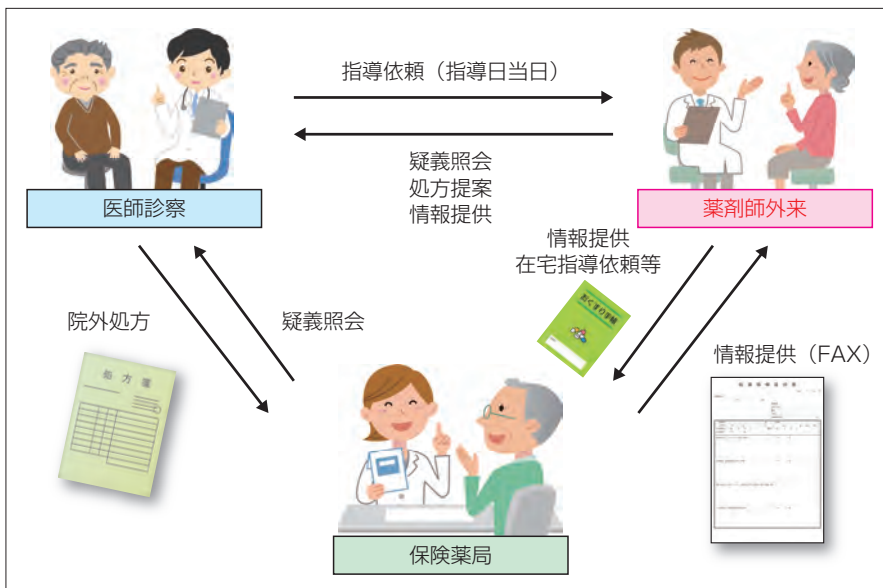 指導依頼（指導日当日）
疑義照会
処方提案
情報提供
医師診察
薬剤師外来
情報提供
在宅指導依頼等
おくすり手帳
院外処方
疑義照会
情報提供（FAX）
処方箋
保険薬局